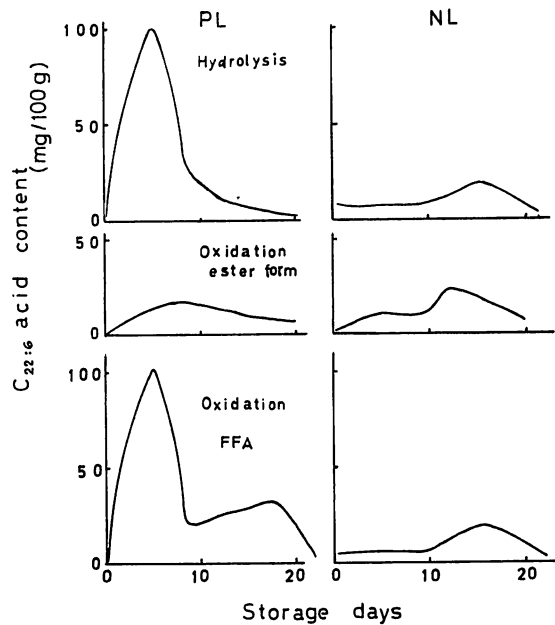 PL
NL
C22:6 acid content (mg/100g)
100
50
0
Hydrolysis
50
0
Oxidation
ester form
100
50
0
Oxidation
FFA
0
10
20
0
10
20
Storage days